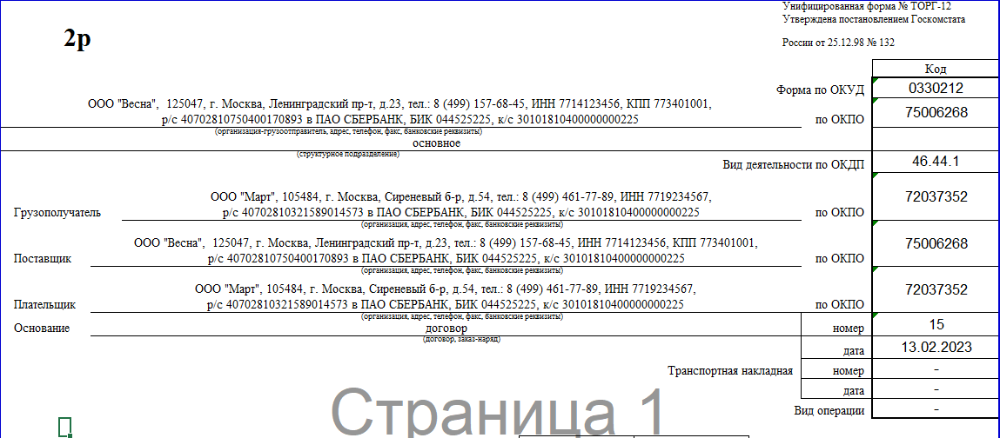 Унифицированная форма № ТОРГ-12
Утверждена постановлением Госкомстата
2р
России от 25.12.98 № 132
Код
Форма по ОКУД 0330212
ООО "Весна", 125047, г. Москва, Ленинградский пр-т, д.23, тел.: 8 (499) 157-68-45, ИНН 7714123456, КПП 773401001,
р/с 40702810750400170893 в ПАО СБЕРБАНК, БИК 044525225, к/с 30101810400000000225 по ОКПО 75006268
(организация-грузоотправитель, адрес, телефон, факс, банковские реквизиты)
основное
(структурное подразделение)
Вид деятельности по ОКДП 46.44.1
ООО "Март", 105484, г. Москва, Сиреневый б-р, д.54, тел.: 8 (499) 461-77-89, ИНН 7719234567,
Грузополучатель р/с 40702810321589014573 в ПАО СБЕРБАНК, БИК 044525225, к/с 30101810400000000225 по ОКПО 72037352
(организация, адрес, телефон, факс, банковские реквизиты)
ООО "Весна", 125047, г. Москва, Ленинградский пр-т, д.23, тел.: 8 (499) 157-68-45, ИНН 7714123456, КПП 773401001,
Поставщик р/с 40702810750400170893 в ПАО СБЕРБАНК, БИК 044525225, к/с 30101810400000000225 по ОКПО 75006268
(организация, адрес, телефон, факс, банковские реквизиты)
ООО "Март", 105484, г. Москва, Сиреневый б-р, д.54, тел.: 8 (499) 461-77-89, ИНН 7719234567,
Плательщик р/с 40702810321589014573 в ПАО СБЕРБАНК, БИК 044525225, к/с 30101810400000000225 по ОКПО 72037352
(организация, адрес, телефон, факс, банковские реквизиты)
Основание договор номер 15
(договор, заказ-наряд)
дата 13.02.2023
Транспортная накладная номер -
дата -
Вид операции -
Страница 1